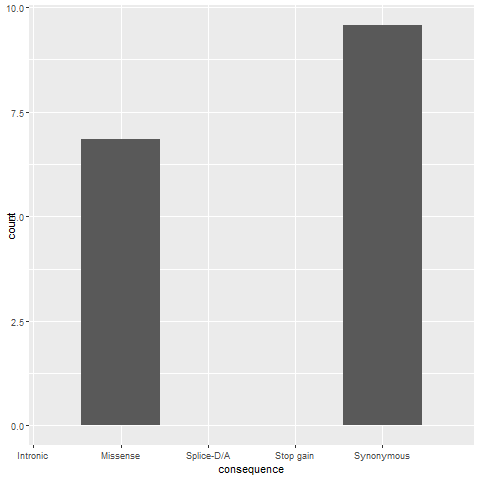 10.0
7.5
5.0
2.5
0.0
count
Intronic Missense Splice-D/A Stop gain Synonymous
consequence